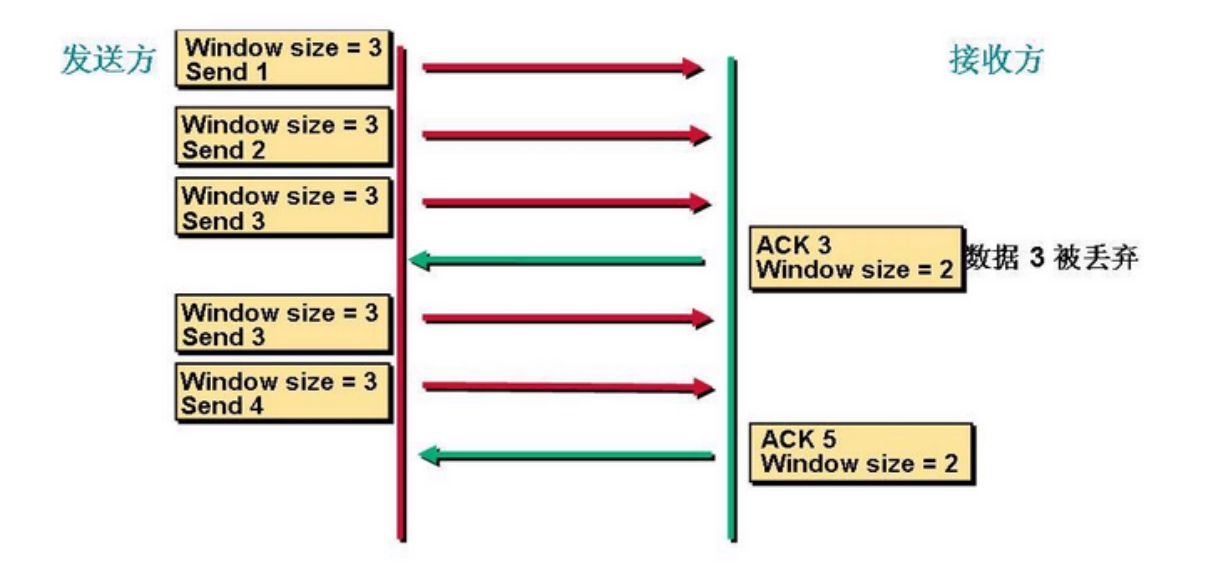 发送方
接收方
Window size = 3
Send 1
Window size = 3
Send 2
Window size = 3
Send 3
ACK 3
Window size = 2
数据 3 被丢弃
Window size = 3
Send 3
Window size = 3
Send 4
ACK 5
Window size = 2